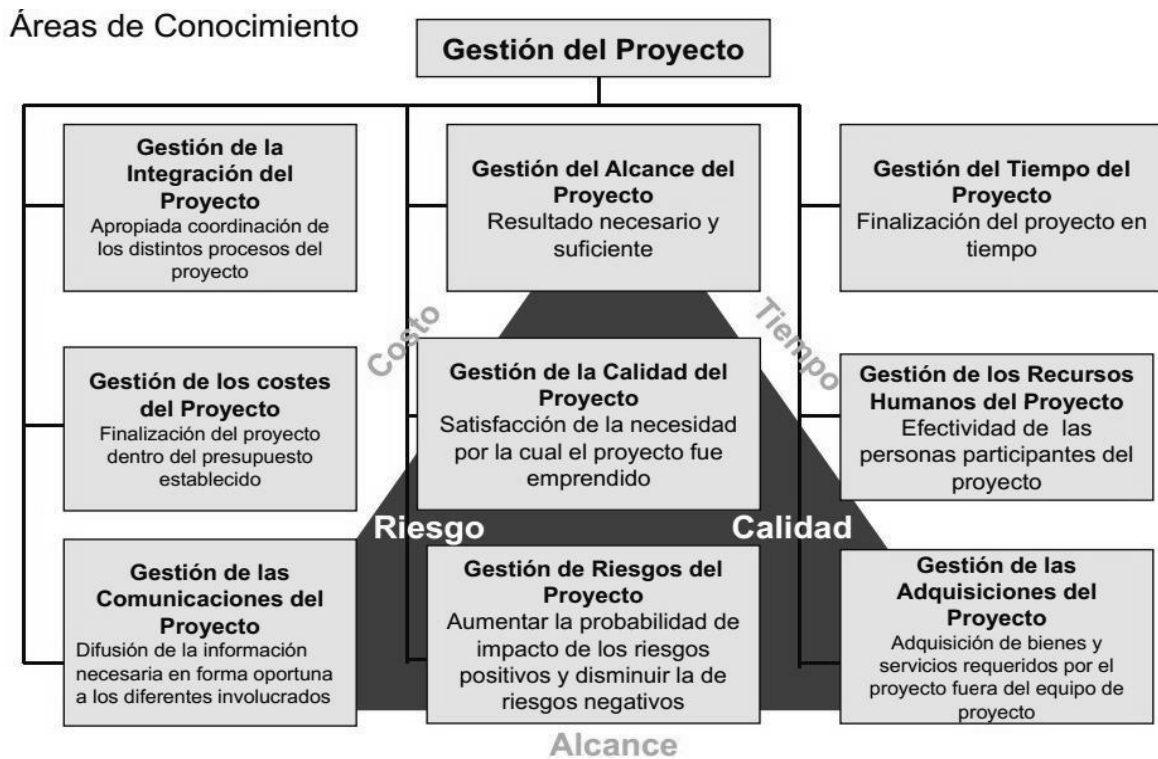 Áreas de Conocimiento
Gestión del Proyecto
Gestión de la
Integración del
Proyecto
Apropiada coordinación de
los distintos procesos del
proyecto
Gestión del Alcance del
Proyecto
Resultado necesario y
suficiente
Gestión del Tiempo del
Proyecto
Finalización del proyecto en
tiempo
Costo
Tiempo
Gestión de los costes
del Proyecto
Finalización del proyecto
dentro del presupuesto
establecido
Gestión de la Calidad del
Proyecto
Satisfacción de la necesidad
por la cual el proyecto fue
emprendido
Gestión de los Recursos
Humanos del Proyecto
Efectividad de las
personas participantes del
proyecto
Riesgo
Calidad
Gestión de las
Comunicaciones del
Proyecto
Difusión de la información
necesaria en forma oportuna
a los diferentes involucrados
Gestión de Riesgos del
Proyecto
Aumentar la probabilidad de
impacto de los riesgos
positivos y disminuir la de
riesgos negativos
Gestión de las
Adquisiciones del
Proyecto
Adquisición de bienes y
servicios requeridos por el
proyecto fuera del equipo de
proyecto
Alcance